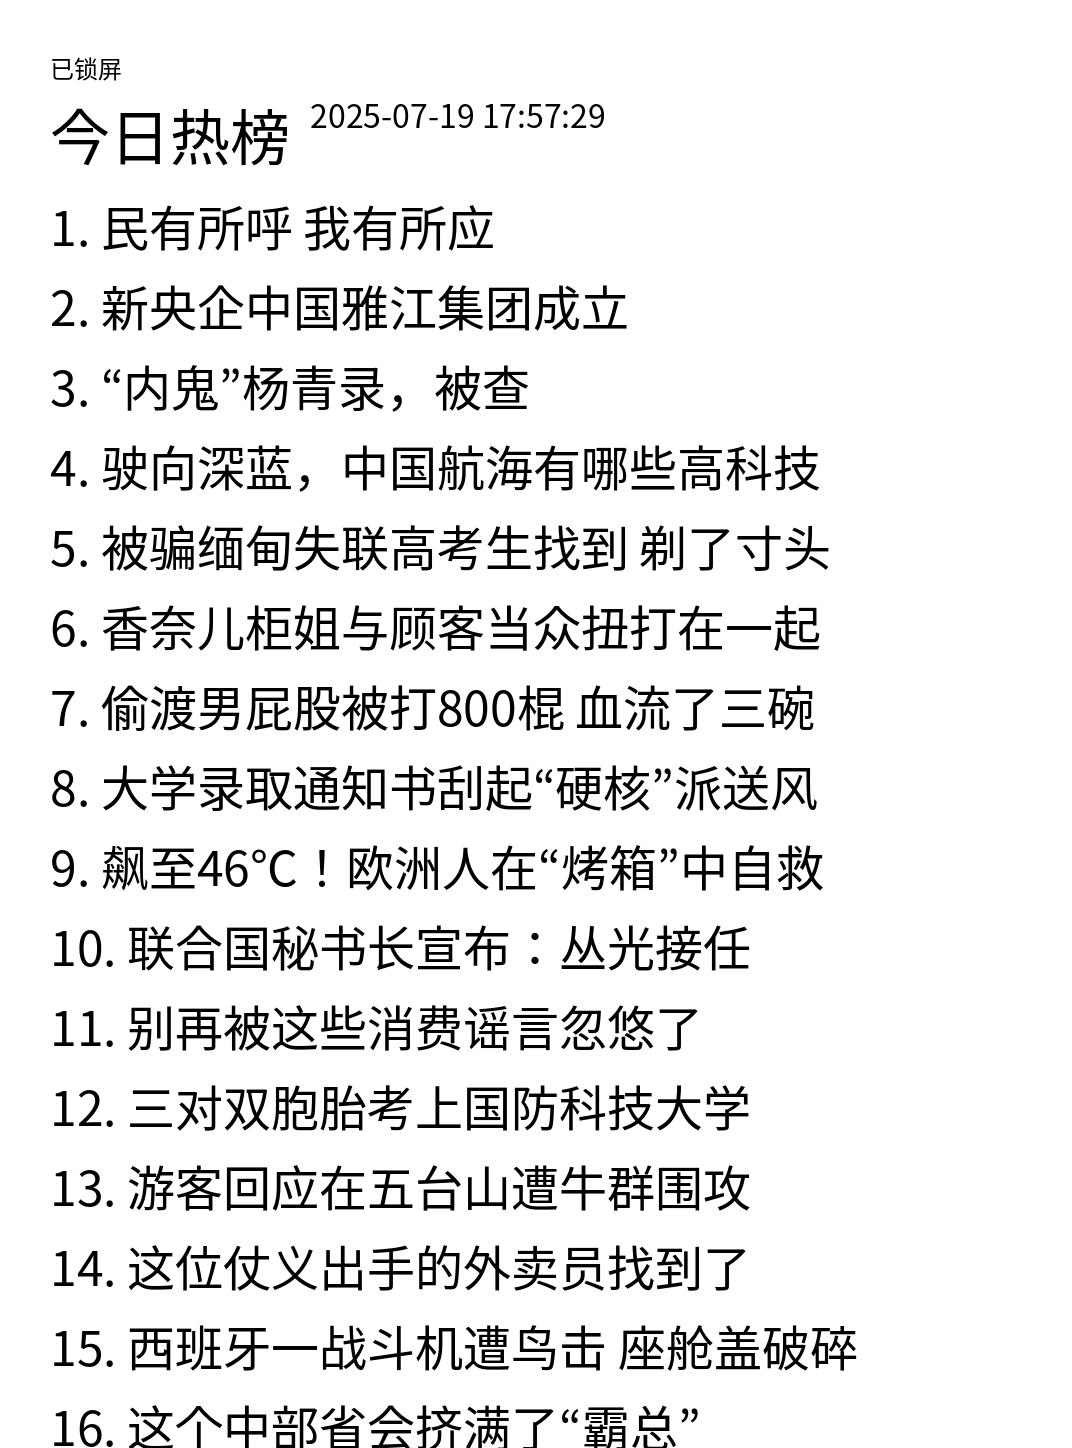 已锁屏
今日热榜 2025-07-19 17:57:29
1. 民有所呼 我有所应
2. 新央企中国雅江集团成立
3. “内鬼”杨青录，被查
4. 驶向深蓝，中国航海有哪些高科技
5. 被骗缅甸失联高考生找到 剃了寸头
6. 香奈儿柜姐与顾客当众扭打在一起
7. 偷渡男屁股被打800棍 血流了三碗
8. 大学录取通知书刮起“硬核”派送风
9. 飙至46℃！欧洲人在“烤箱”中自救
10. 联合国秘书长宣布：丛光接任
11. 别再被这些消费谣言忽悠了
12. 三对双胞胎考上国防科技大学
13. 游客回应在五台山遭牛群围攻
14. 这位仗义出手的外卖员找到了
15. 西班牙一战斗机遭鸟击 座舱盖破碎
16. 这个中部省会挤满了“霸总”